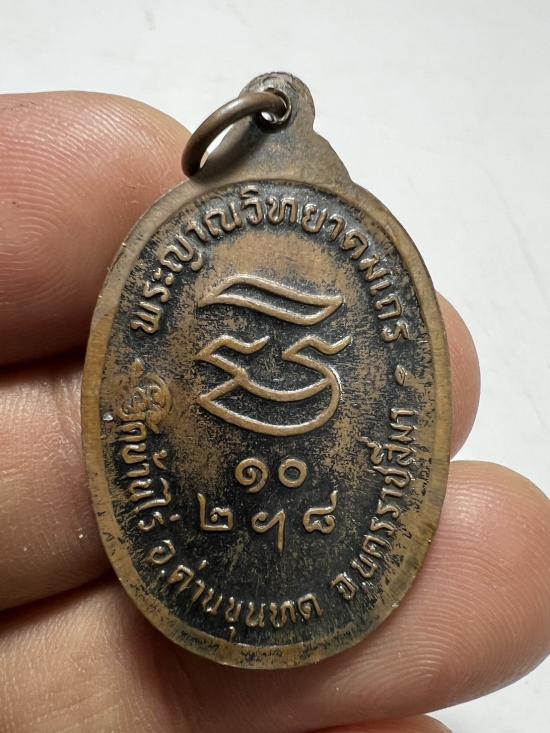 พระญาณวิทยาคมเถร
๑๐
๒ ๙ ๘
วัดบ้านไร่ อ.ด่านขุนทด จ.นครราชสีมา